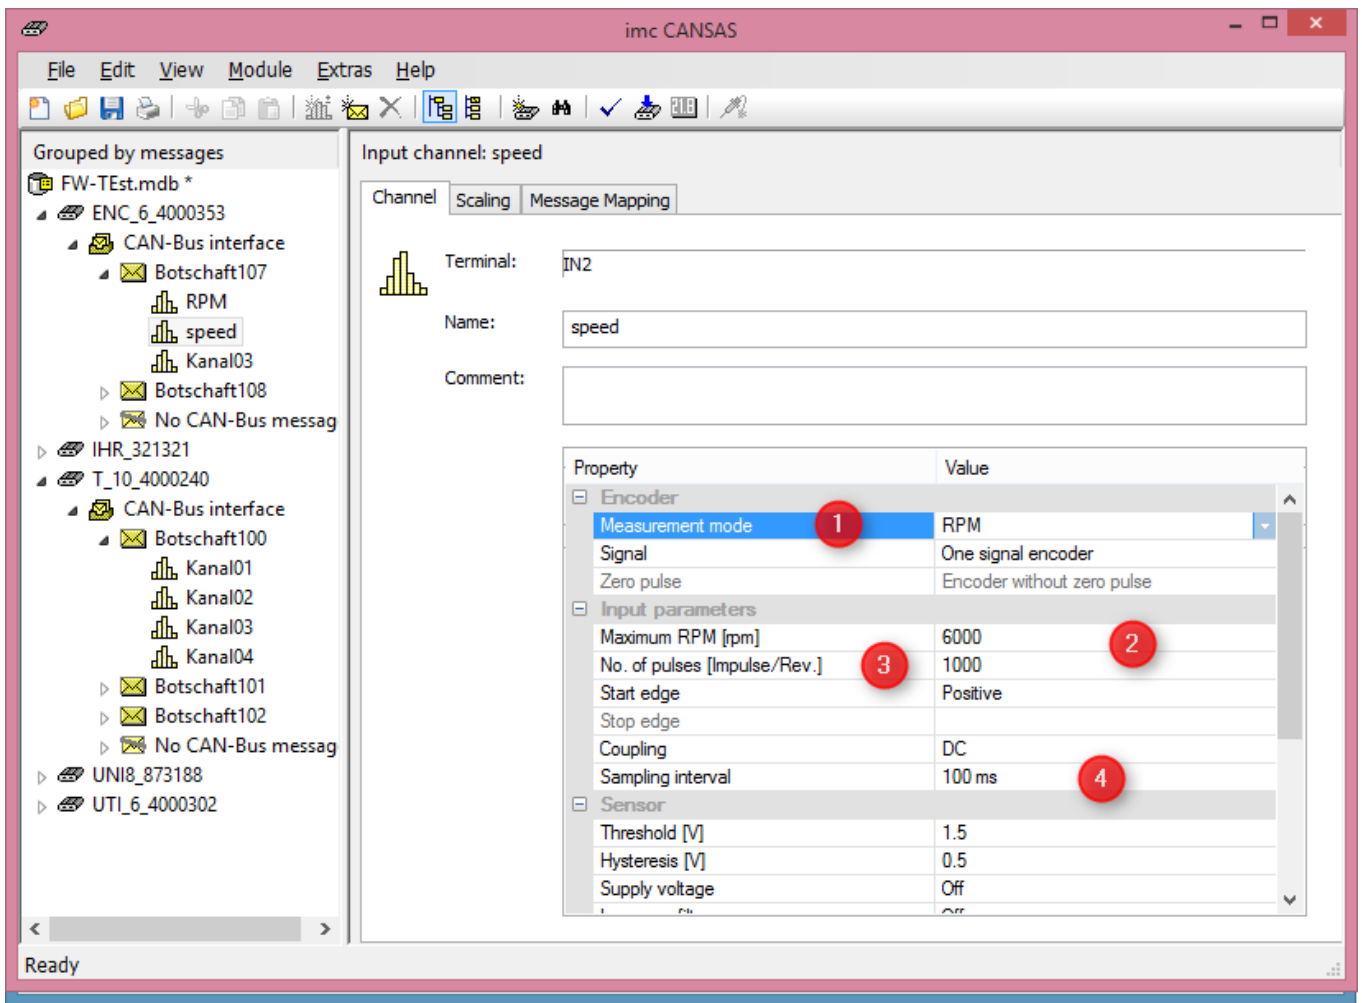 imc CANSAS
File Edit View Module Extras Help
Grouped by messages
FW-TEst.mdb *
ENC_6_4000353
CAN-Bus interface
Botschaft107
RPM
speed
Kanal03
Botschaft108
No CAN-Bus messag
IHR_321321
T_10_4000240
CAN-Bus interface
Botschaft100
Kanal01
Kanal02
Kanal03
Kanal04
Botschaft101
Botschaft102
No CAN-Bus messag
UNI8_873188
UTI_6_4000302
Input channel: speed
Channel Scaling Message Mapping
Terminal: IN2
Name: speed
Comment:
Property Value
Encoder
Measurement mode 1 RPM
Signal One signal encoder
Zero pulse Encoder without zero pulse
Input parameters
Maximum RPM [rpm] 6000 2
No. of pulses [Impulse/Rev.] 3 1000
Start edge Positive
Stop edge
Coupling DC
Sampling interval 100 ms 4
Sensor
Threshold [V] 1.5
Hysteresis [V] 0.5
Supply voltage Off
Ready